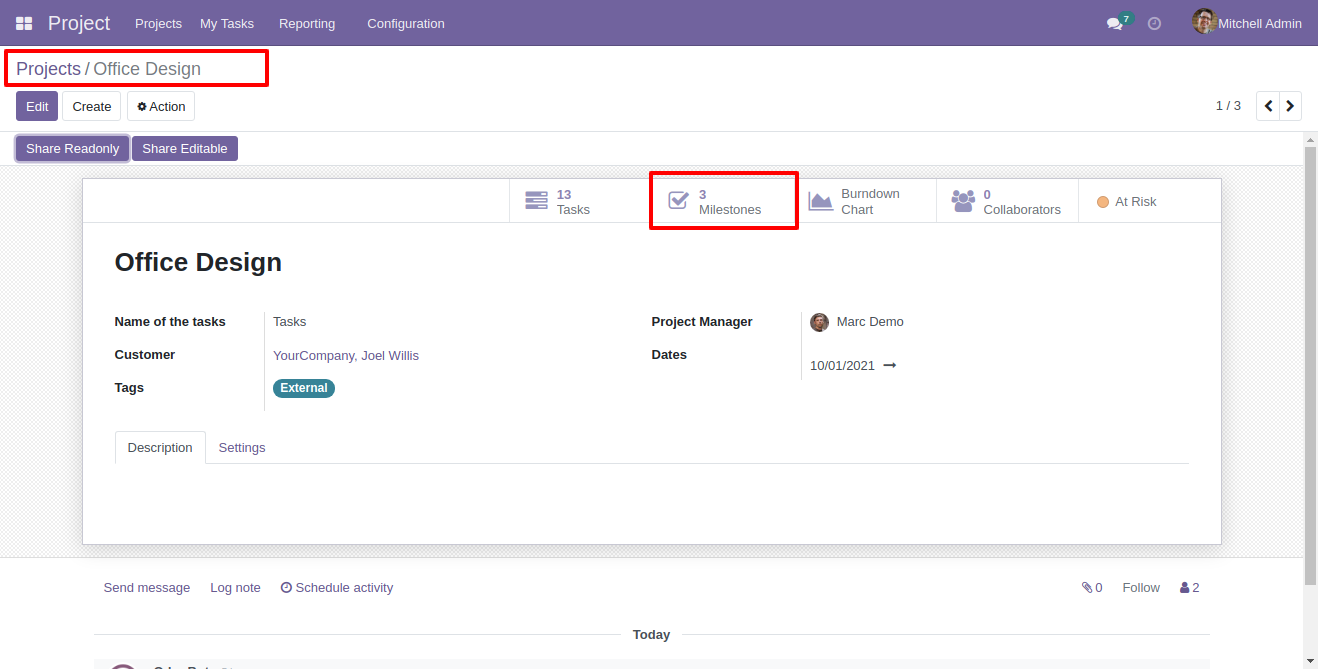 Project Projects My Tasks Reporting Configuration 7 Mitchell Admin
Projects / Office Design
Edit Create Action 1 / 3
Share Readonly Share Editable
13 Tasks
3 Milestones
Burndown Chart
0 Collaborators
At Risk
Office Design
Name of the tasks Tasks
Project Manager Marc Demo
Customer YourCompany, Joel Willis
Dates 10/01/2021
Tags External
Description Settings
Send message Log note Schedule activity 0 Follow 2
Today